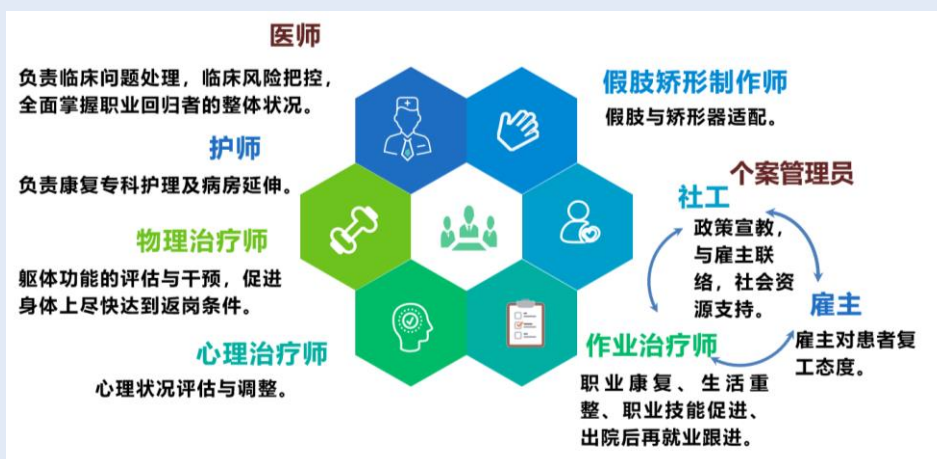 医师
负责临床问题处理，临床风险把控，
全面掌握职业回归者的整体状况。
护师
负责康复专科护理及病房延伸。
物理治疗师
躯体功能的评估与干预，促进
身体上尽快达到返岗条件。
心理治疗师
心理状况评估与调整。
假肢矫形制作师
假肢与矫形器适配。
个案管理员
社工
政策宣教，
与雇主联
络，社会资
源支持。
雇主
雇主对患者复
工态度。
作业治疗师
职业康复、生活重
整、职业技能促进、
出院后再就业跟进。